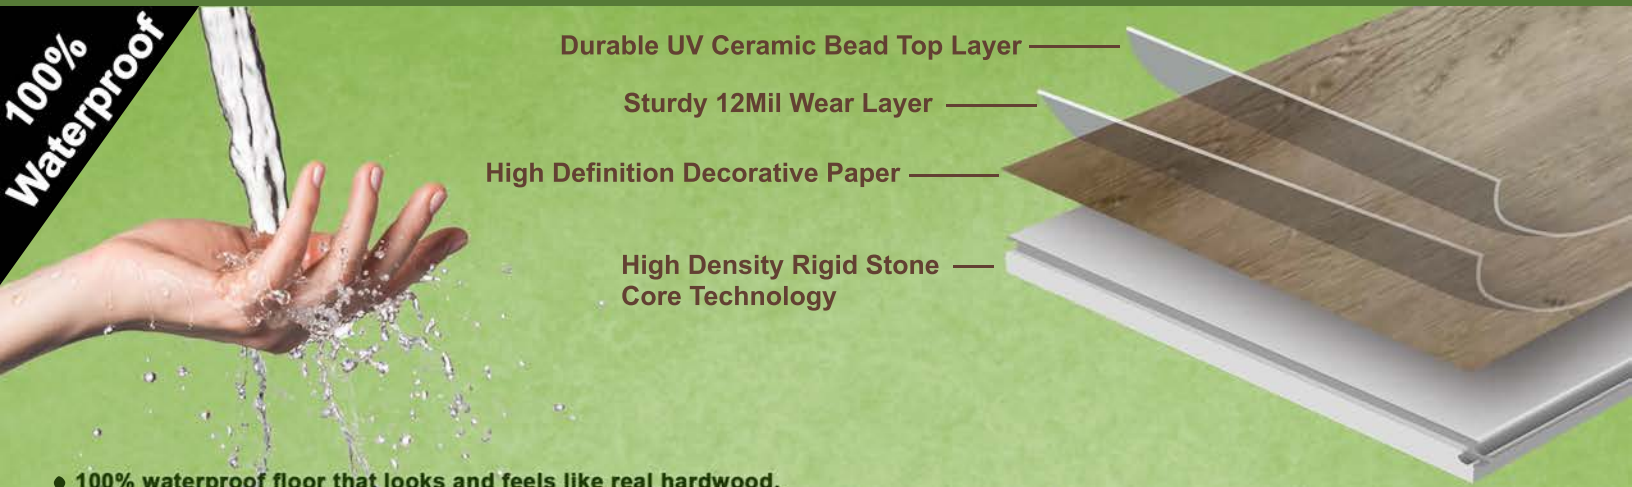 100%
Waterproof
Durable UV Ceramic Bead Top Layer
Sturdy 12Mil Wear Layer
High Definition Decorative Paper
High Density Rigid Stone
Core Technology
• 100% waterproof floor that looks and feels like real hardwood.